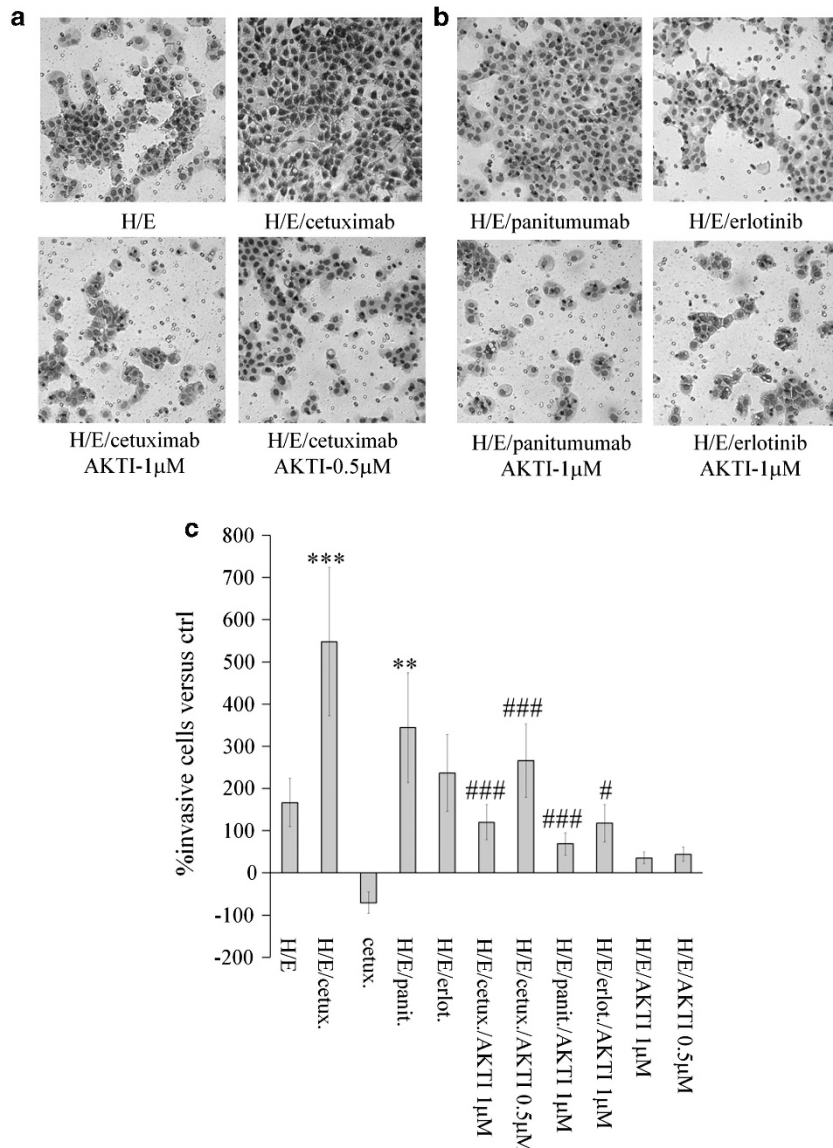 a
b
H/E
H/E/cetuximab
H/E/panitumumab
H/E/erlotinib
H/E/cetuximab
AKTI-1μM
H/E/cetuximab
AKTI-0.5μM
H/E/panitumumab
AKTI-1μM
H/E/erlotinib
AKTI-1μM
c
%invasive cells versus ctrl
800
700
600
500
400
300
200
100
0
-100
-200
***
**
###
###
###
#
H/E
H/E/cetux.
cetux.
H/E/panit.
H/E/erlot.
H/E/cetux./AKTI 1μM
H/E/cetux./AKTI 0.5μM
H/E/panit./AKTI 1μM
H/E/erlot./AKTI 1μM
H/E/AKTI 1μM
H/E/AKTI 0.5μM